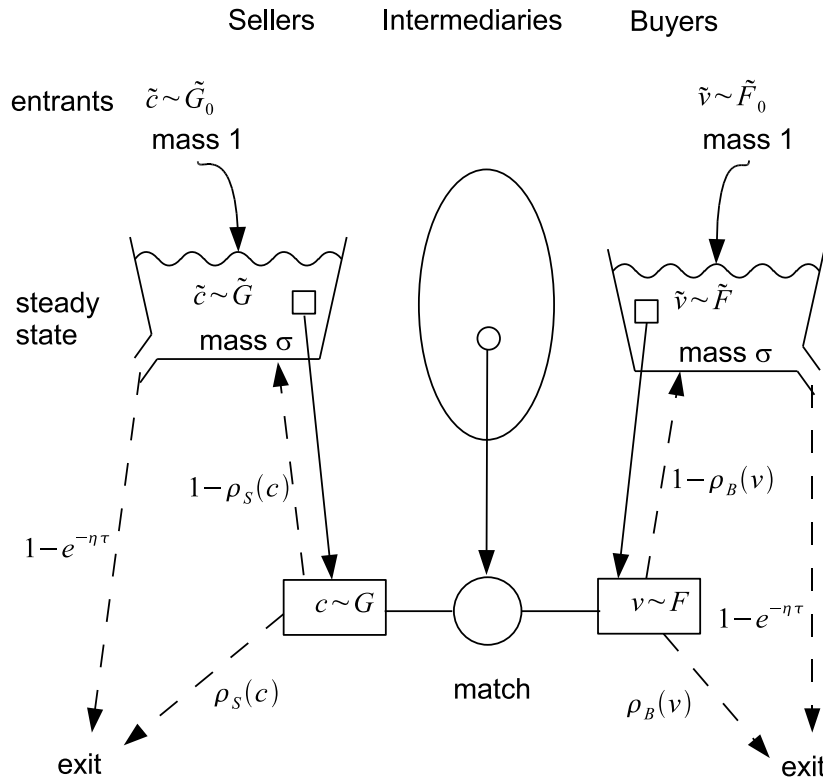 Sellers Intermediaries Buyers
entrants
c̃~G̃₀
mass 1
ṽ~F̃₀
mass 1
steady
state
c̃~G̃
mass σ
ṽ~F̃
mass σ
1−ρ_S(c)
1−ρ_B(v)
1−e^{−ητ}
1−e^{−ητ}
c~G
v~F
match
ρ_S(c)
ρ_B(v)
exit
exit